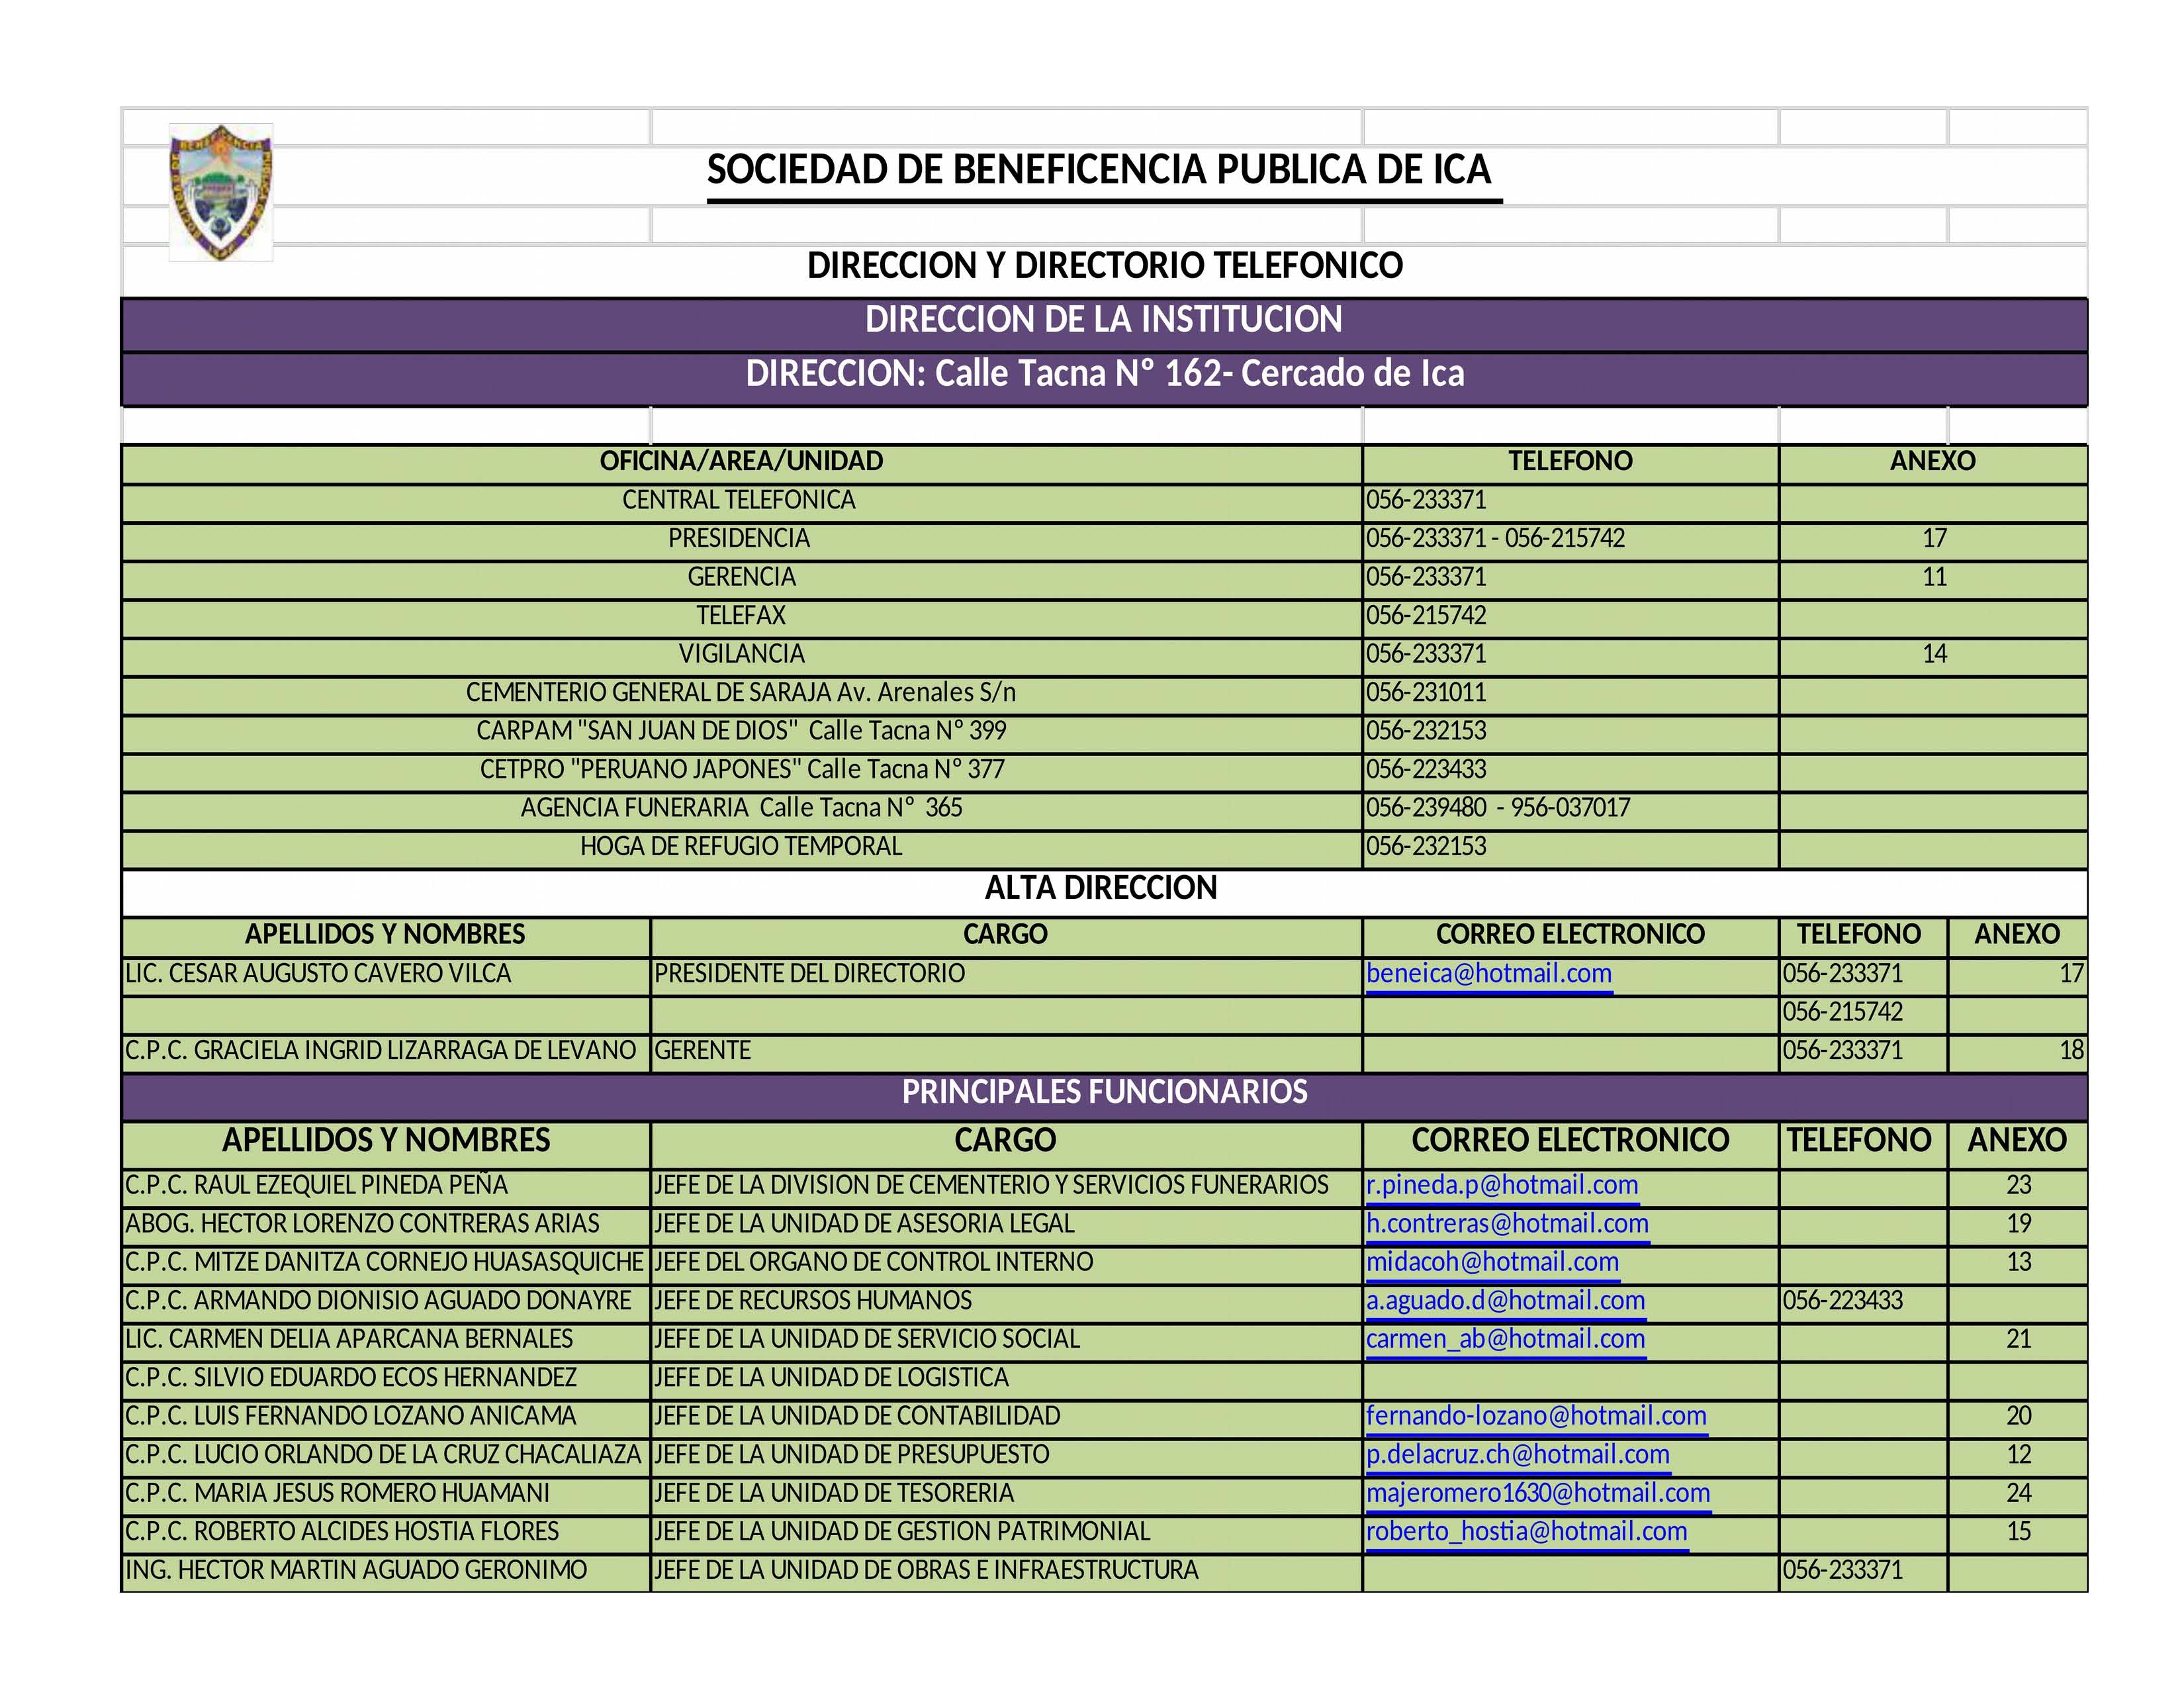 BENEFICENCIA
SOCIEDAD DE BENEFICENCIA PUBLICA DE ICA
DIRECCION Y DIRECTORIO TELEFONICO
DIRECCION DE LA INSTITUCION
DIRECCION: Calle Tacna Nº 162- Cercado de Ica
OFICINA/AREA/UNIDAD TELEFONO ANEXO
CENTRAL TELEFONICA 056-233371
PRESIDENCIA 056-233371 - 056-215742 17
GERENCIA 056-233371 11
TELEFAX 056-215742
VIGILANCIA 056-233371 14
CEMENTERIO GENERAL DE SARAJA Av. Arenales S/n 056-231011
CARPAM "SAN JUAN DE DIOS" Calle Tacna Nº 399 056-232153
CETPRO "PERUANO JAPONES" Calle Tacna Nº 377 056-223433
AGENCIA FUNERARIA Calle Tacna Nº 365 056-239480 - 956-037017
HOGA DE REFUGIO TEMPORAL 056-232153
ALTA DIRECCION
APELLIDOS Y NOMBRES CARGO CORREO ELECTRONICO TELEFONO ANEXO
LIC. CESAR AUGUSTO CAVERO VILCA PRESIDENTE DEL DIRECTORIO beneica@hotmail.com 056-233371 17
056-215742
C.P.C. GRACIELA INGRID LIZARRAGA DE LEVANO GERENTE 056-233371 18
PRINCIPALES FUNCIONARIOS
APELLIDOS Y NOMBRES CARGO CORREO ELECTRONICO TELEFONO ANEXO
C.P.C. RAUL EZEQUIEL PINEDA PEÑA JEFE DE LA DIVISION DE CEMENTERIO Y SERVICIOS FUNERARIOS r.pineda.p@hotmail.com 23
ABOG. HECTOR LORENZO CONTRERAS ARIAS JEFE DE LA UNIDAD DE ASESORIA LEGAL h.contreras@hotmail.com 19
C.P.C. MITZE DANITZA CORNEJO HUASASQUICHE JEFE DEL ORGANO DE CONTROL INTERNO midacoh@hotmail.com 13
C.P.C. ARMANDO DIONISIO AGUADO DONAYRE JEFE DE RECURSOS HUMANOS a.aguado.d@hotmail.com 056-223433
LIC. CARMEN DELIA APARCANA BERNALES JEFE DE LA UNIDAD DE SERVICIO SOCIAL carmen_ab@hotmail.com 21
C.P.C. SILVIO EDUARDO ECOS HERNANDEZ JEFE DE LA UNIDAD DE LOGISTICA
C.P.C. LUIS FERNANDO LOZANO ANICAMA JEFE DE LA UNIDAD DE CONTABILIDAD fernando-lozano@hotmail.com 20
C.P.C. LUCIO ORLANDO DE LA CRUZ CHACALIAZA JEFE DE LA UNIDAD DE PRESUPUESTO p.delacruz.ch@hotmail.com 12
C.P.C. MARIA JESUS ROMERO HUAMANI JEFE DE LA UNIDAD DE TESORERIA majeromero1630@hotmail.com 24
C.P.C. ROBERTO ALCIDES HOSTIA FLORES JEFE DE LA UNIDAD DE GESTION PATRIMONIAL roberto_hostia@hotmail.com 15
ING. HECTOR MARTIN AGUADO GERONIMO JEFE DE LA UNIDAD DE OBRAS E INFRAESTRUCTURA 056-233371